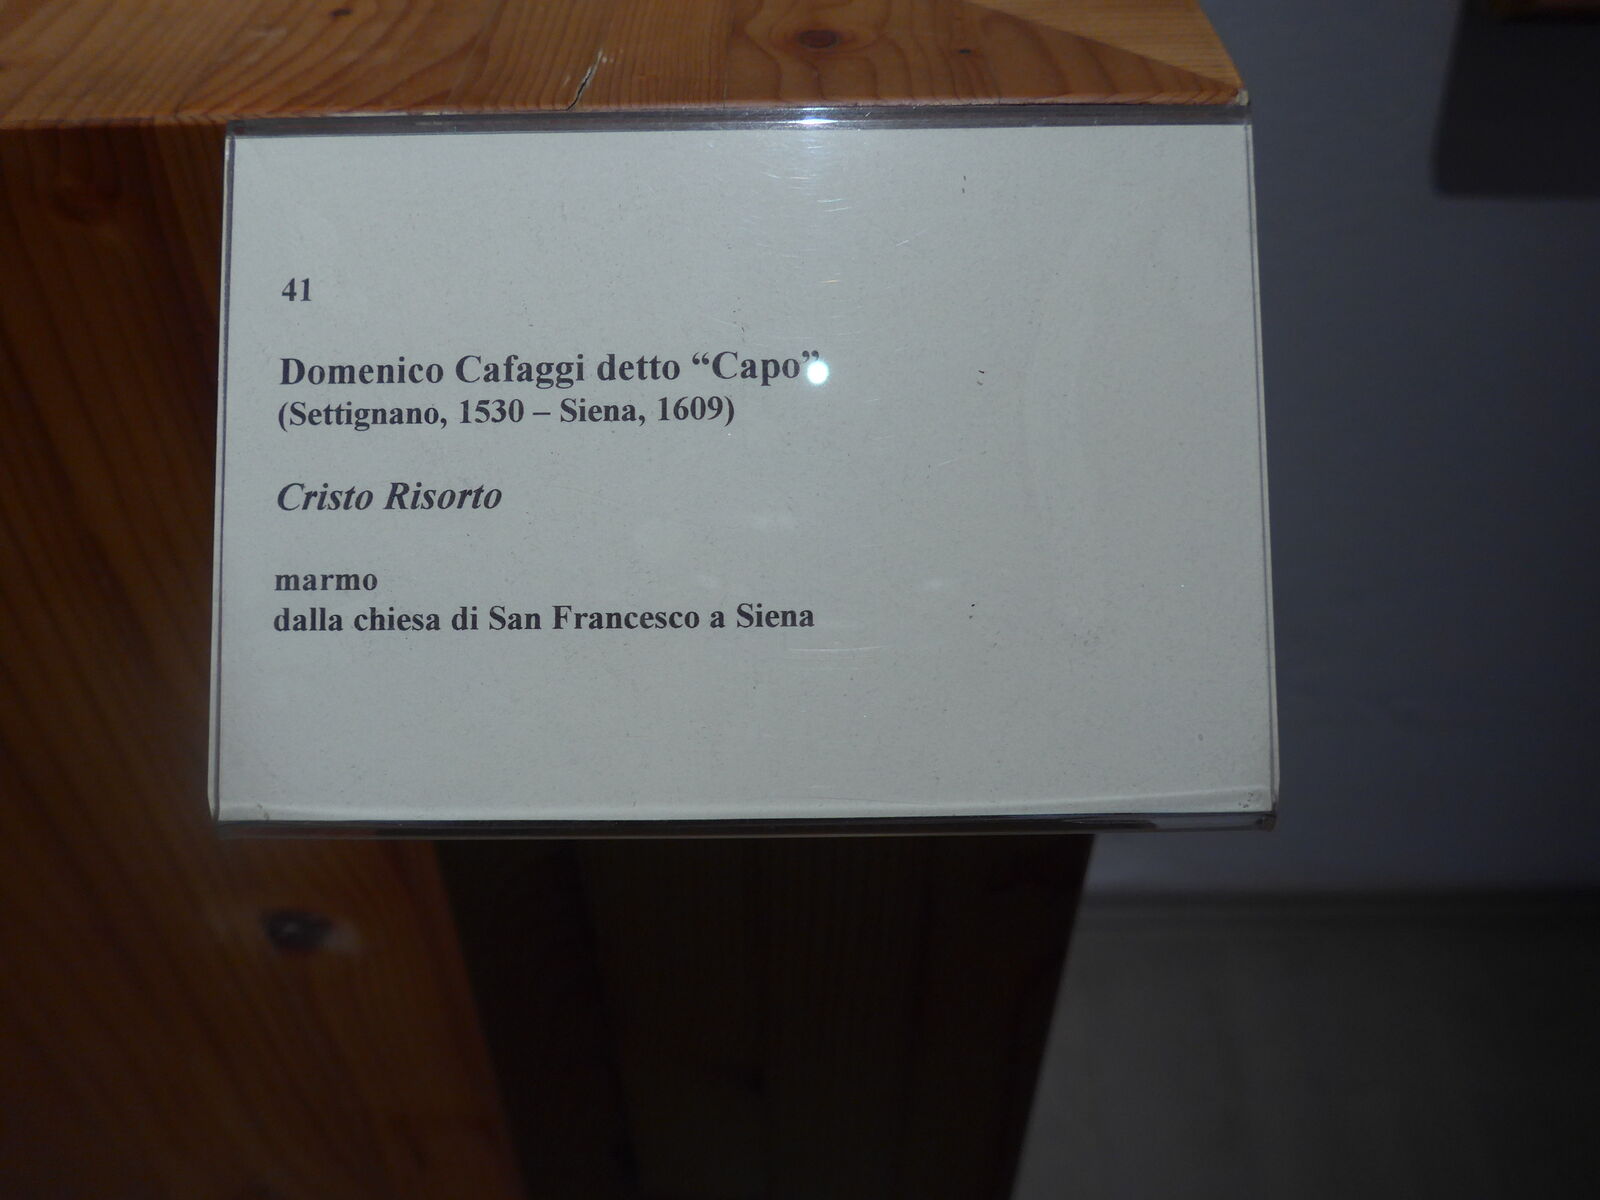 41
Domenico Cafaggi detto “Capo”
(Settignano, 1530 – Siena, 1609)
Cristo Risorto
marmo
dalla chiesa di San Francesco a Siena